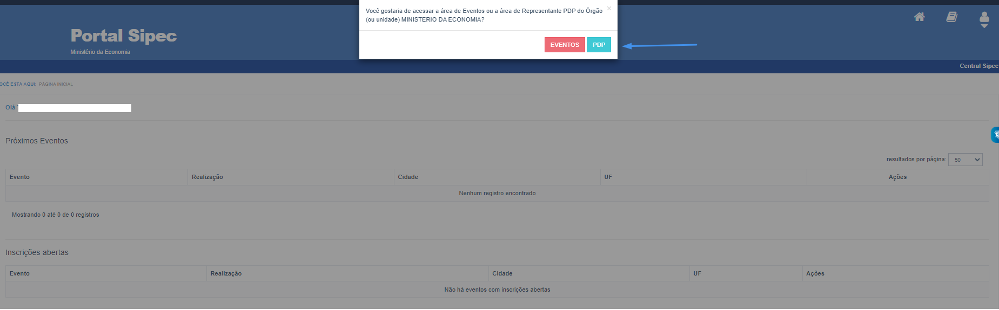 Você gostaria de acessar a área de Eventos ou a área de Representante PDP do Órgão
(ou unidade) MINISTERIO DA ECONOMIA?
×
EVENTOS PDP
Portal Sipec
Ministério da Economia
Central Sipec
OCÊ ESTÁ AQUI: PÁGINA INICIAL
Olá
Próximos Eventos
resultados por página: 50
Evento Realização Cidade UF Ações
Nenhum registro encontrado
Mostrando 0 até 0 de 0 registros
Inscrições abertas
Evento Realização Cidade UF Ações
Não há eventos com inscrições abertas